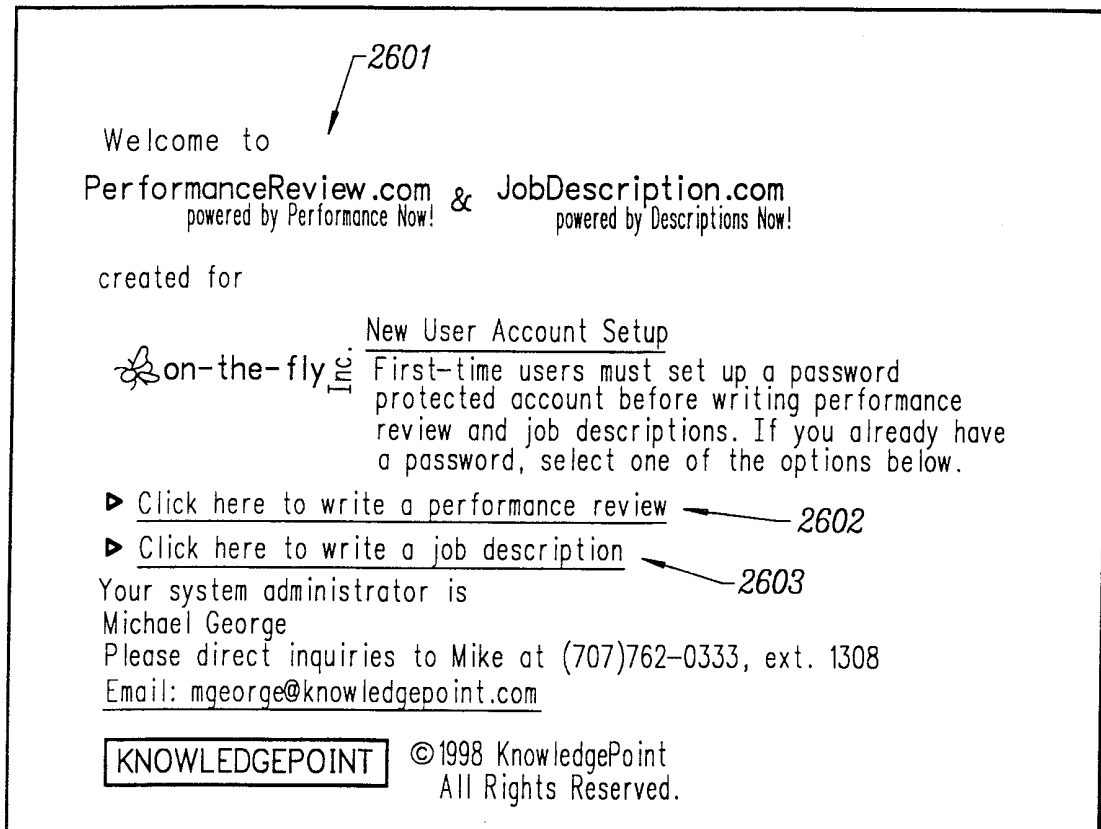 2601
Welcome to
PerformanceReview.com & JobDescription.com
powered by Performance Now! powered by Descriptions Now!
created for
on-the-fly Inc.
New User Account Setup
First-time users must set up a password
protected account before writing performance
review and job descriptions. If you already have
a password, select one of the options below.
Click here to write a performance review 2602
Click here to write a job description 2603
Your system administrator is
Michael George
Please direct inquiries to Mike at (707)762-0333, ext. 1308
Email: mgeorge@knowledgepoint.com
KNOWLEDGEPOINT ©1998 KnowledgePoint
All Rights Reserved.